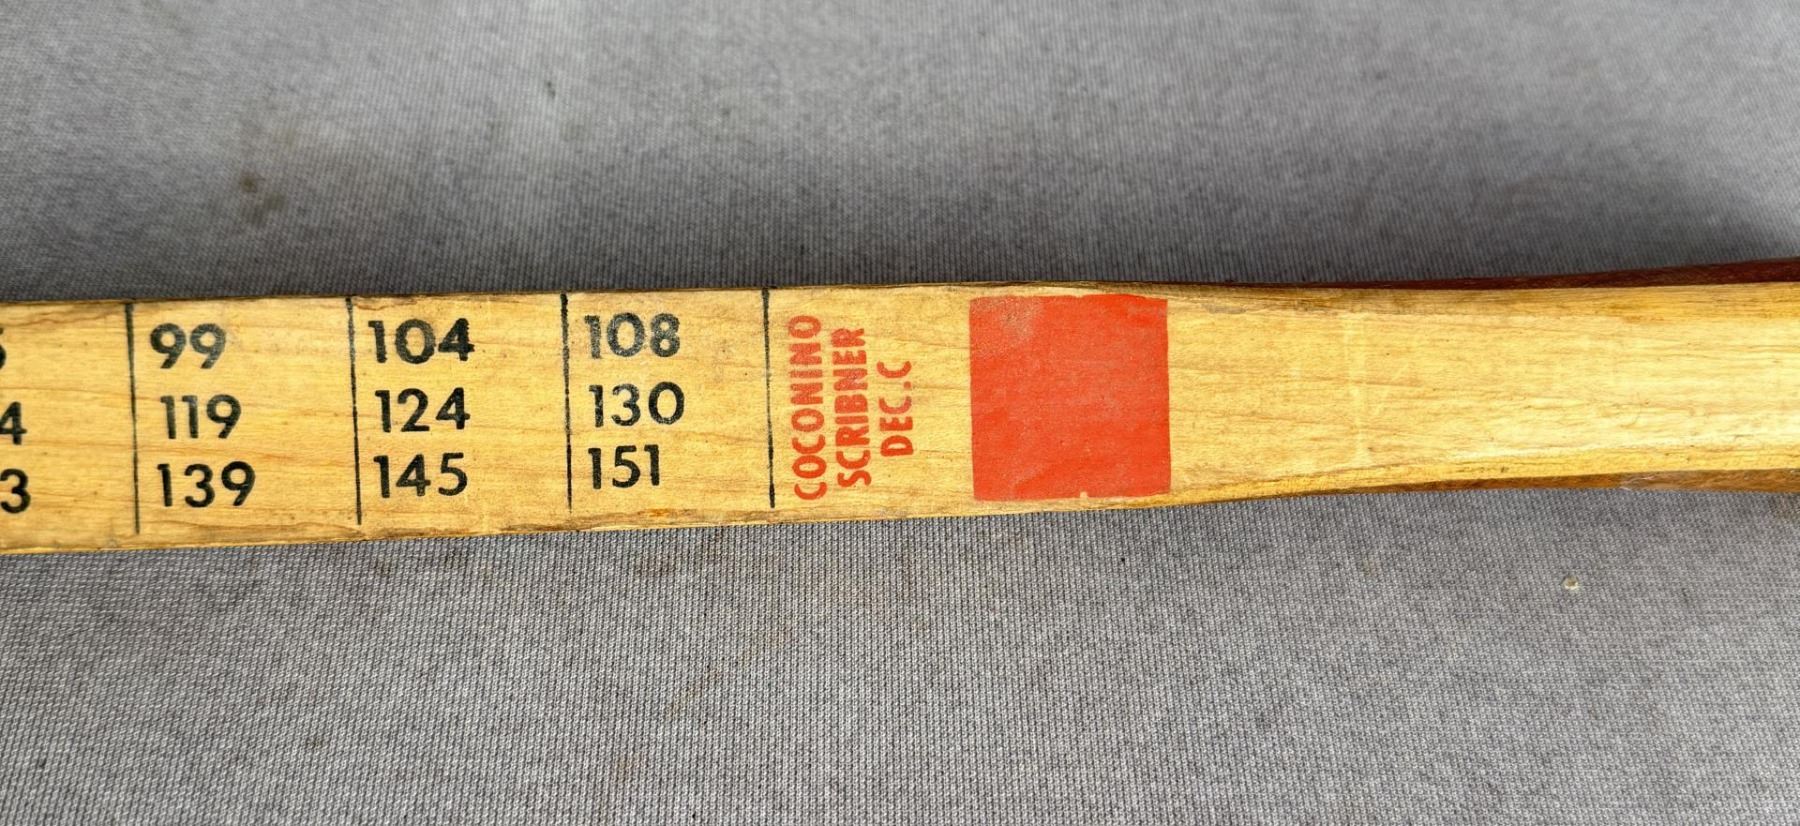 99 104 108
119 124 130
139 145 151
COCONINO
SCRIBNER
DEC.C